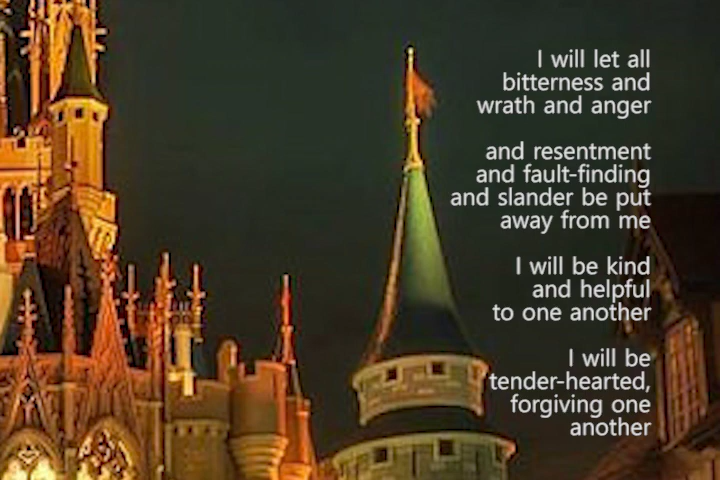 I will let all
bitterness and
wrath and anger
and resentment
and fault-finding
and slander be put
away from me
I will be kind
and helpful
to one another
I will be
tender-hearted,
forgiving one
another